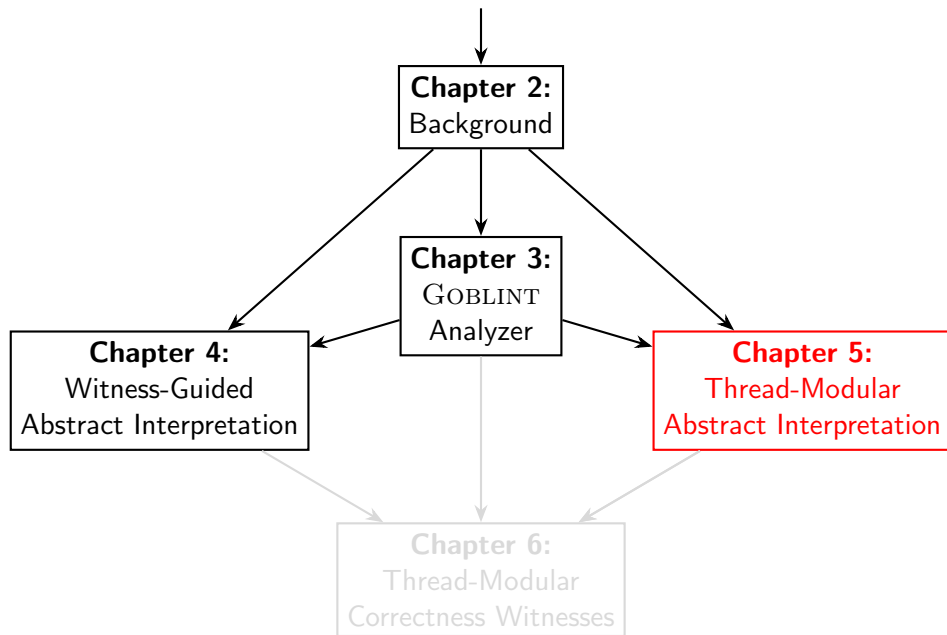 Chapter 2:
Background
Chapter 3:
GOBLINT
Analyzer
Chapter 4:
Witness-Guided
Abstract Interpretation
Chapter 5:
Thread-Modular
Abstract Interpretation
Chapter 6:
Thread-Modular
Correctness Witnesses